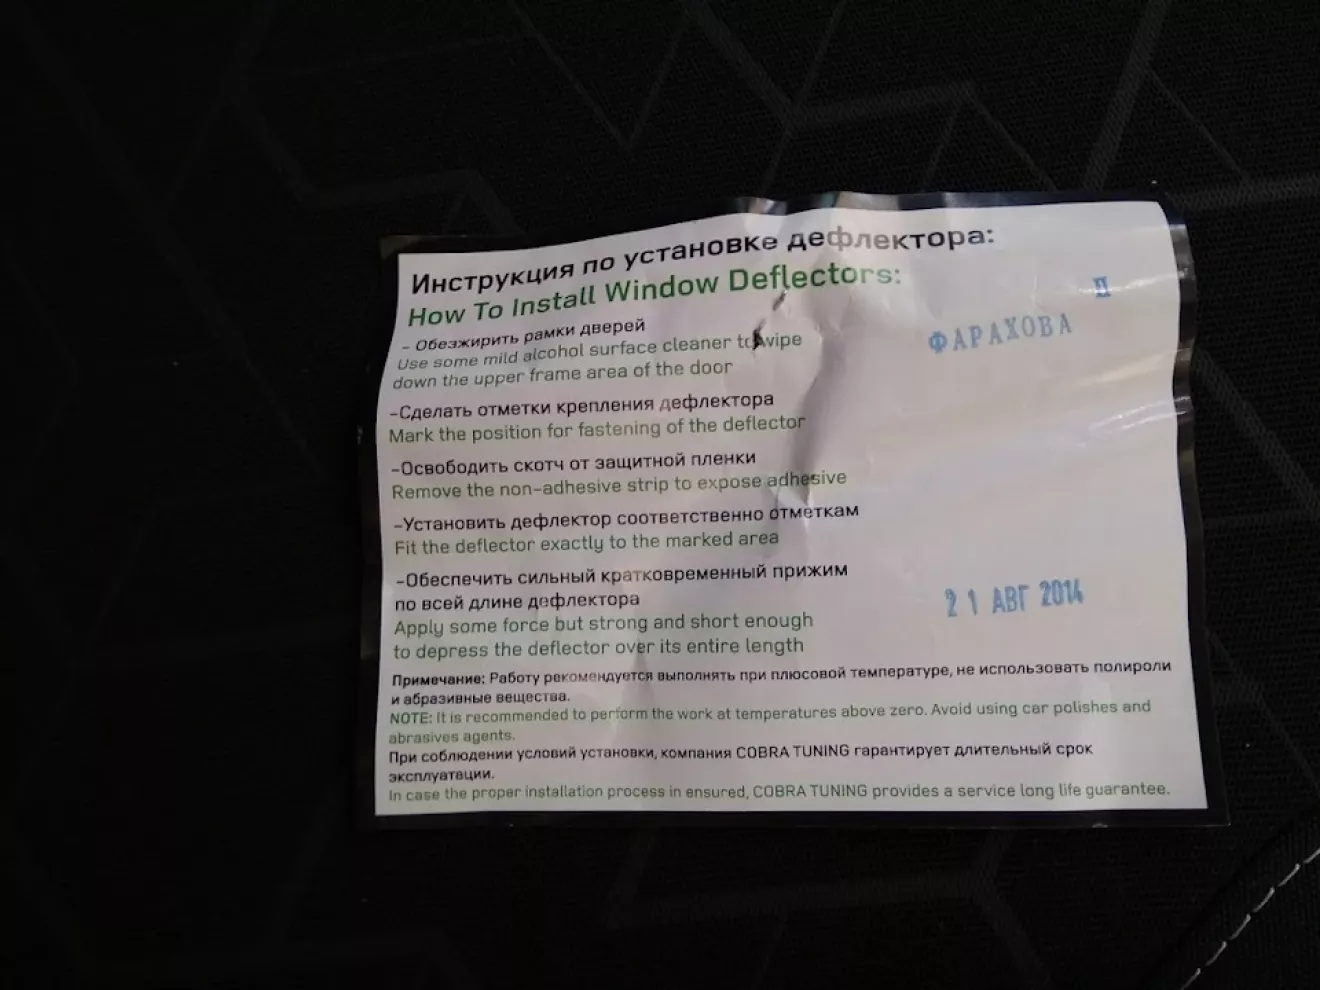 Инструкция по установке дефлектора:
How To Install Window Deflectors:
- Обезжирить рамки дверей
Use some mild alcohol surface cleaner to wipe
down the upper frame area of the door
-Сделать отметки крепления дефлектора
Mark the position for fastening of the deflector
-Освободить скотч от защитной пленки
Remove the non-adhesive strip to expose adhesive
-Установить дефлектор соответственно отметкам
Fit the deflector exactly to the marked area
-Обеспечить сильный кратковременный прижим
по всей длине дефлектора
Apply some force but strong and short enough
to depress the deflector over its entire length
Примечание: Работу рекомендуется выполнять при плюсовой температуре, не использовать полироли
и абразивные вещества.
NOTE: It is recommended to perform the work at temperatures above zero. Avoid using car polishes and
abrasives agents.
При соблюдении условий установки, компания COBRA TUNING гарантирует длительный срок
эксплуатации.
In case the proper installation process in ensured, COBRA TUNING provides a service long life guarantee.
ФАРАХОВА
21 АВГ 2014